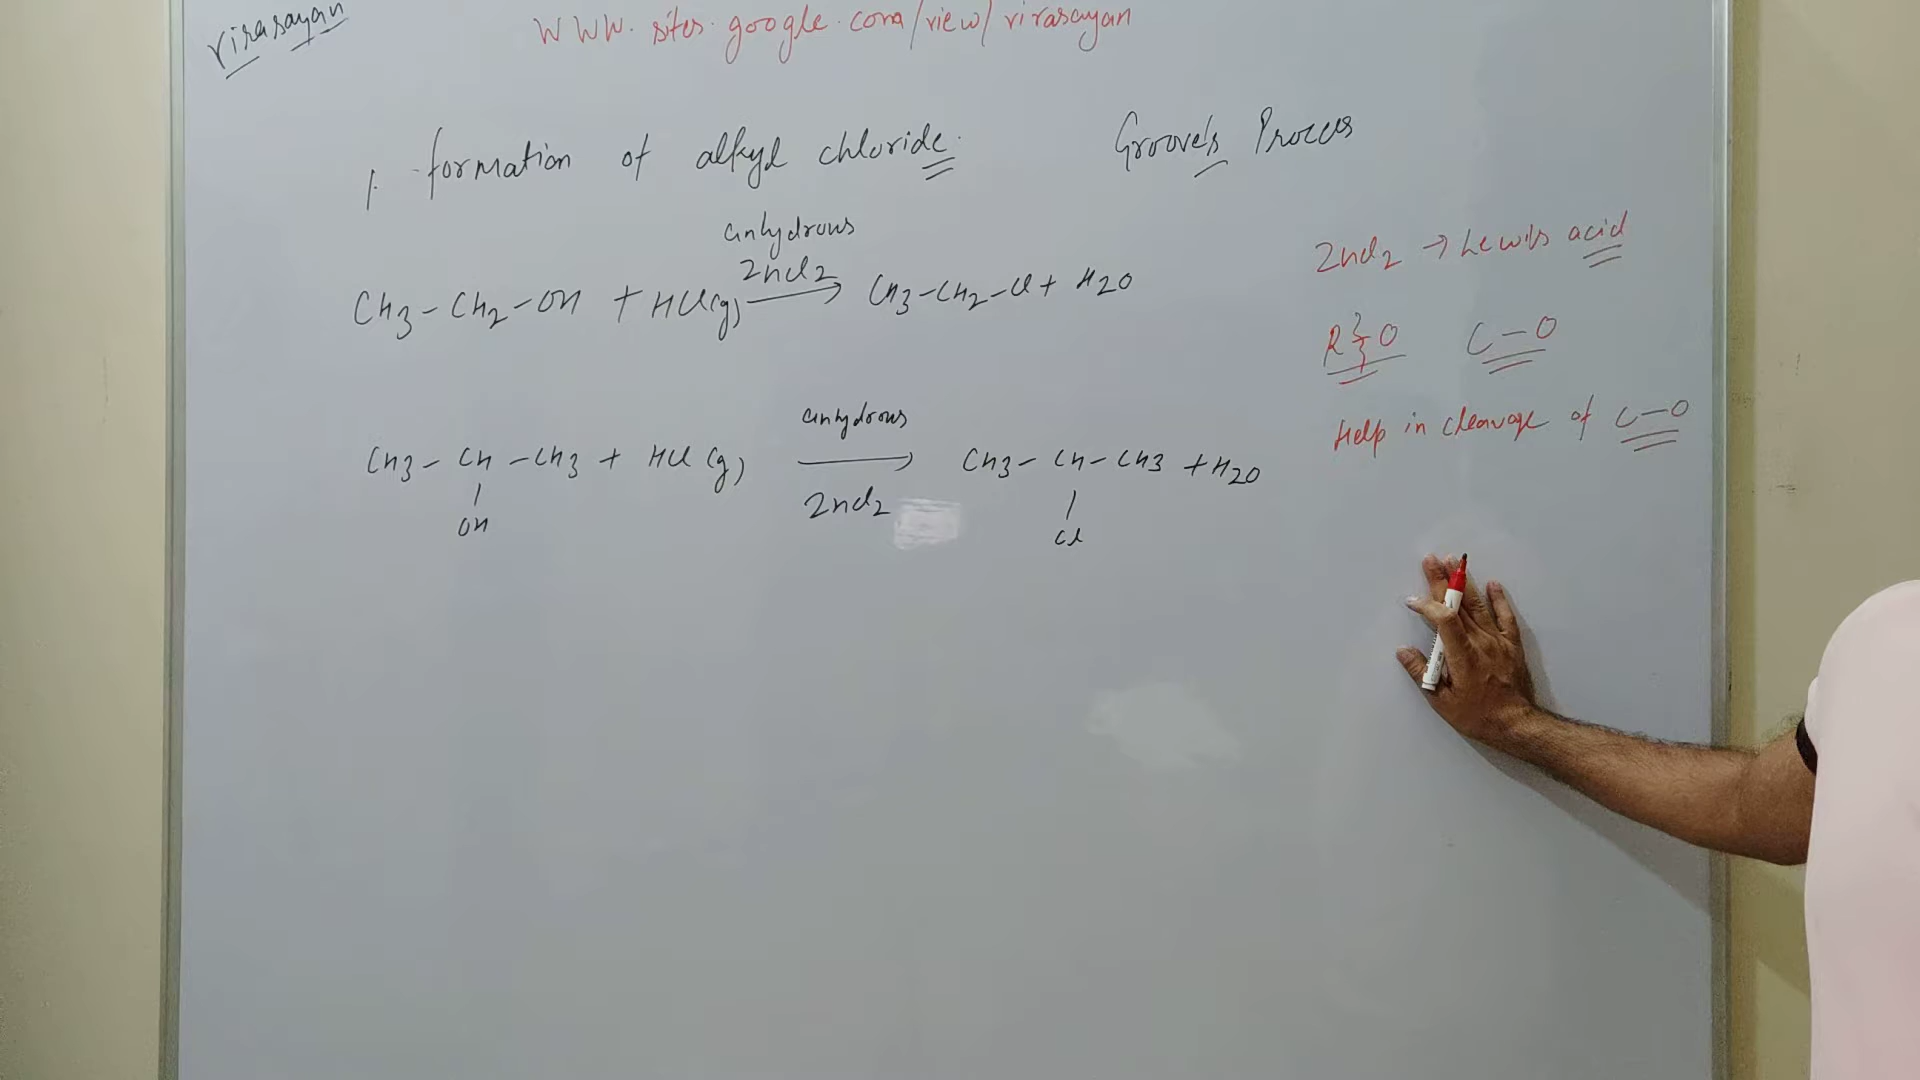 virasayan
www.sites.google.com/view/virasayan
1. formation of alkyl chloride. Groove's Process
anhydrous
ZnCl2
CH3-CH2-OH + HCl(g) → CH3-CH2-Cl + H2O
ZnCl2 → Lewis acid
R O C-O
Help in cleavage of C-O
anhydrous
CH3 - CH - CH3 + HCl (g) → CH3 - CH - CH3 + H2O
ZnCl2
OH Cl